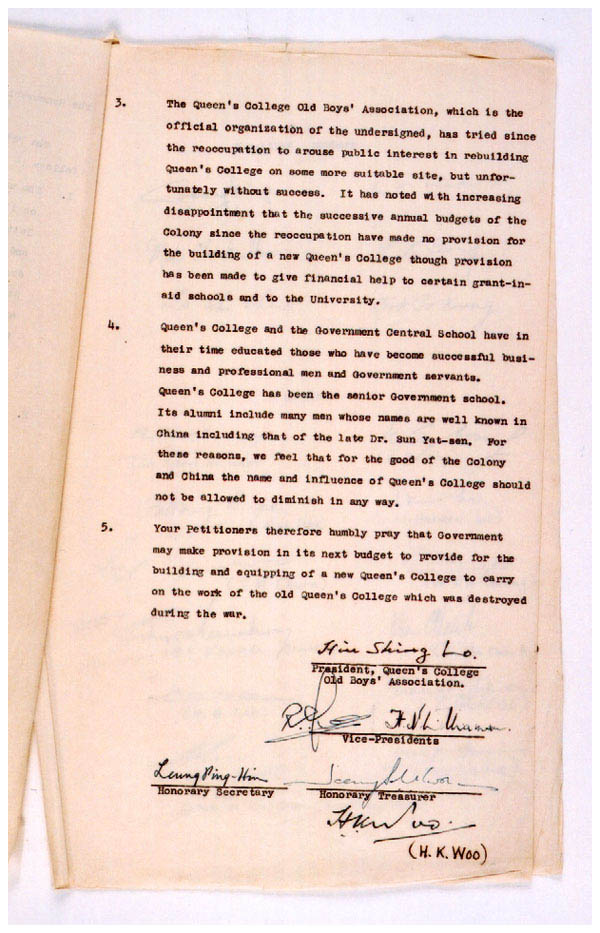 3. The Queen's College Old Boys' Association, which is the
official organization of the undersigned, has tried since
the reoccupation to arouse public interest in rebuilding
Queen's College on some more suitable site, but unfor-
tunately without success. It has noted with increasing
disappointment that the successive annual budgets of the
Colony since the reoccupation have made no provision for
the building of a new Queen's College though provision
has been made to give financial help to certain grant-in-
aid schools and to the University.
4. Queen's College and the Government Central School have in
their time educated those who have become successful busi-
ness and professional men and Government servants.
Queen's College has been the senior Government school.
Its alumni include many men whose names are well known in
China including that of the late Dr. Sun Yat-sen. For
these reasons, we feel that for the good of the Colony
and China the name and influence of Queen's College should
not be allowed to diminish in any way.
5. Your Petitioners therefore humbly pray that Government
may make provision in its next budget to provide for the
building and equipping of a new Queen's College to carry
on the work of the old Queen's College which was destroyed
during the war.
Hin Shing Lo.
President, Queen's College
Old Boys' Association.
Vice-Presidents
Leung Ping-Hin
Honorary Secretary Honorary Treasurer
H.K. Woo.
(H. K. WOO)